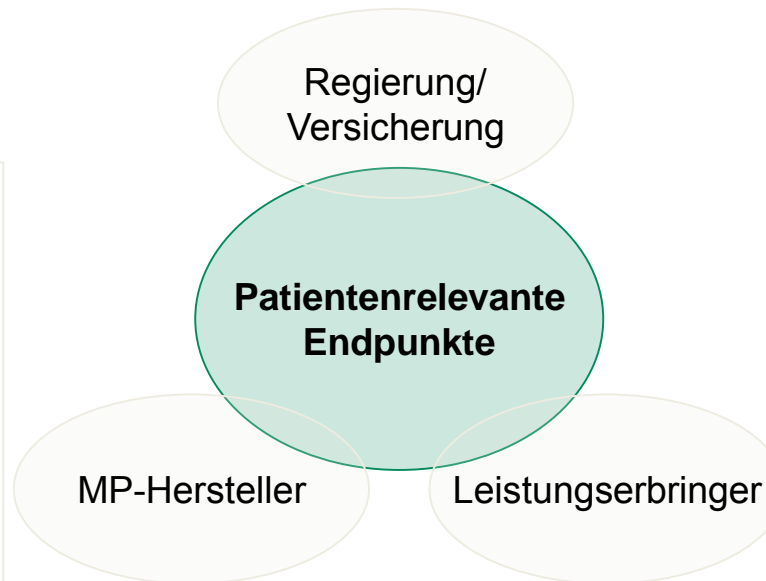 Regierung/
Versicherung
Patientenrelevante
Endpunkte
MP-Hersteller
Leistungserbringer